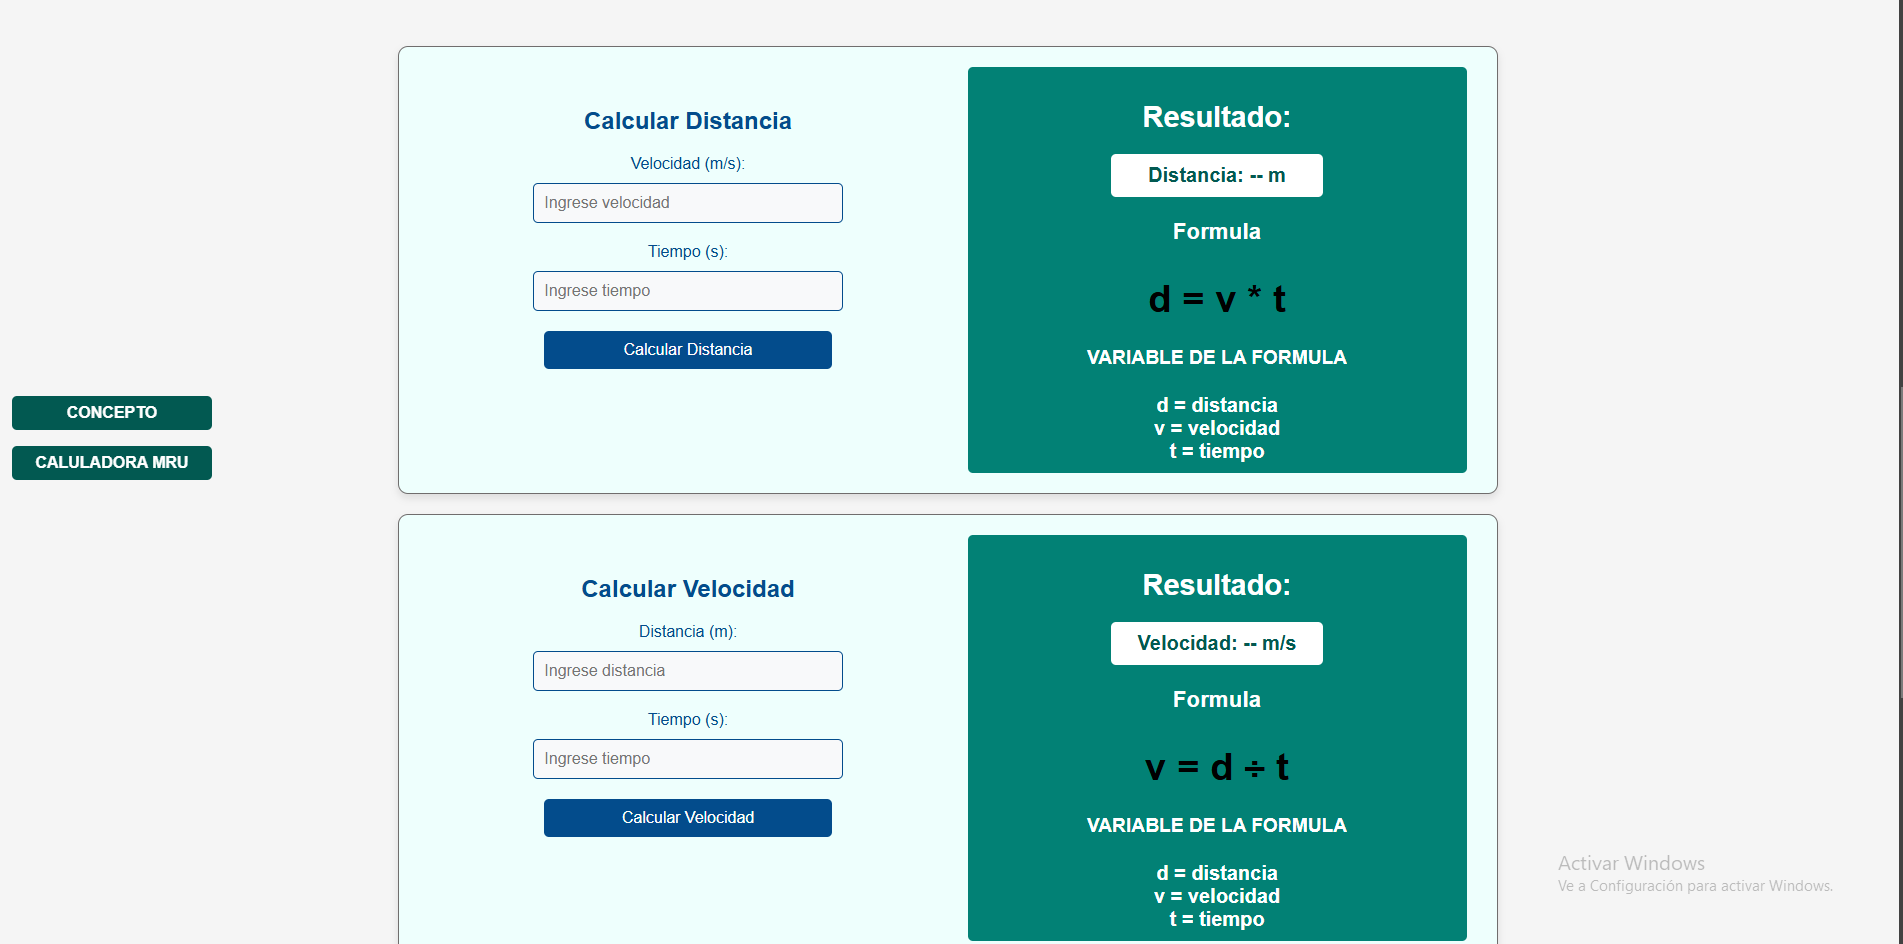 CONCEPTO
CALULADORA MRU
Calcular Distancia
Velocidad (m/s):
Ingrese velocidad
Tiempo (s):
Ingrese tiempo
Calcular Distancia
Resultado:
Distancia: -- m
Formula
d = v * t
VARIABLE DE LA FORMULA
d = distancia
v = velocidad
t = tiempo
Calcular Velocidad
Distancia (m):
Ingrese distancia
Tiempo (s):
Ingrese tiempo
Calcular Velocidad
Resultado:
Velocidad: -- m/s
Formula
v = d ÷ t
VARIABLE DE LA FORMULA
d = distancia
v = velocidad
t = tiempo
Activar Windows
Ve a Configuración para activar Windows.